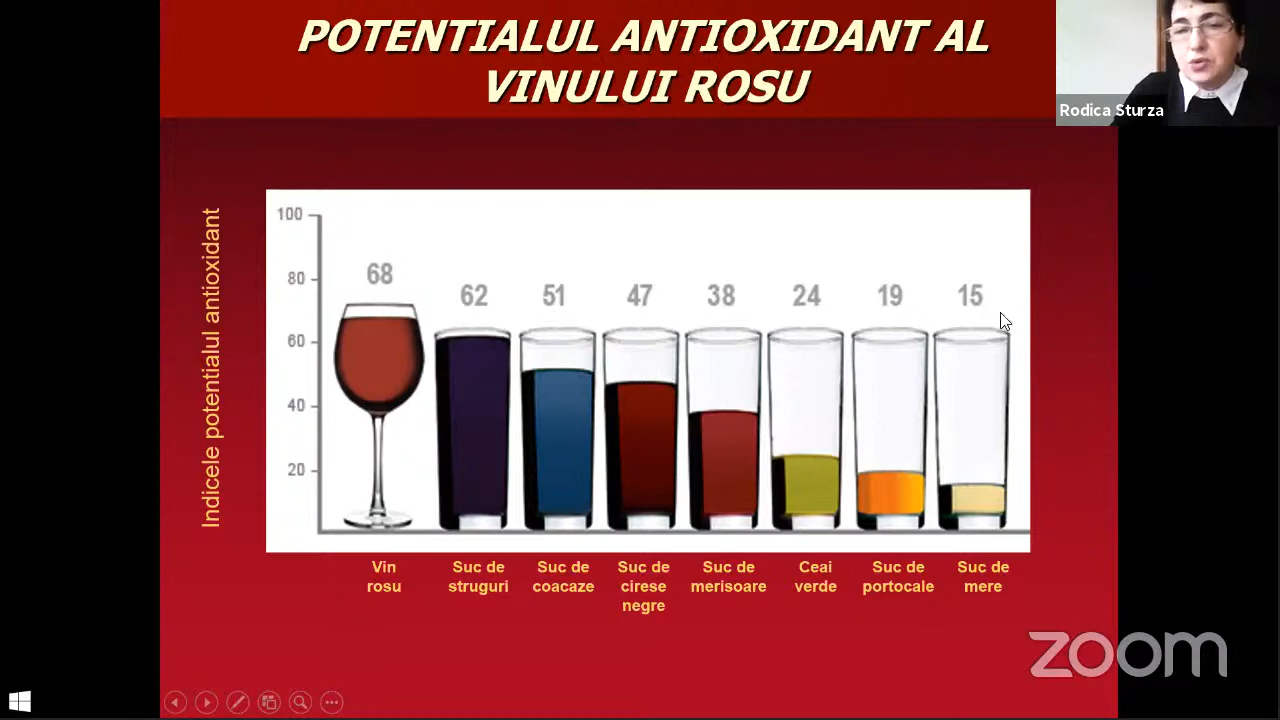 POTENTIALUL ANTIOXIDANT AL
VINULUI ROSU
Rodica Sturza
Indicele potentialul antioxidant
100
80
60
40
20
68
62
51
47
38
24
19
15
Vin
rosu
Suc de
struguri
Suc de
coacaze
Suc de
cirese
negre
Suc de
merisoare
Ceai
verde
Suc de
portocale
Suc de
mere
zoom